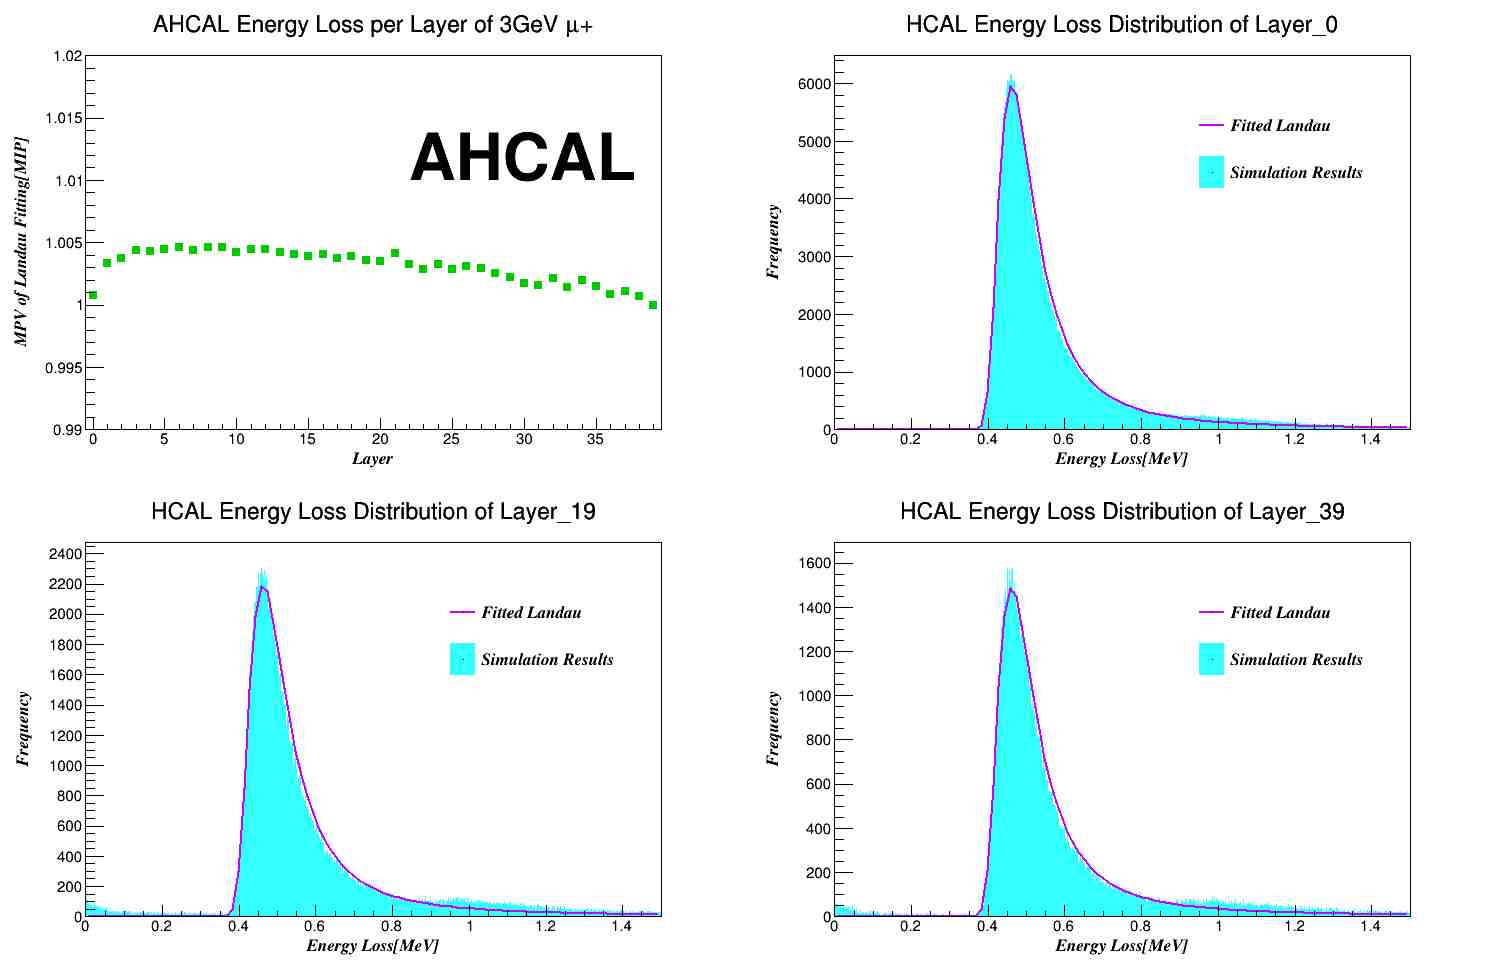 AHCAL Energy Loss per Layer of 3GeV μ+
1.02
1.015
1.01
1.005
1
0.995
0.99
MPV of Landau Fitting[MIP]
AHCAL
0 5 10 15 20 25 30 35
Layer
HCAL Energy Loss Distribution of Layer_0
6000
5000
4000
3000
2000
1000
0
Frequency
Fitted Landau
Simulation Results
0 0.2 0.4 0.6 0.8 1 1.2 1.4
Energy Loss[MeV]
HCAL Energy Loss Distribution of Layer_19
2400
2200
2000
1800
1600
1400
1200
1000
800
600
400
200
0
Frequency
Fitted Landau
Simulation Results
0 0.2 0.4 0.6 0.8 1 1.2 1.4
Energy Loss[MeV]
HCAL Energy Loss Distribution of Layer_39
1600
1400
1200
1000
800
600
400
200
0
Frequency
Fitted Landau
Simulation Results
0 0.2 0.4 0.6 0.8 1 1.2 1.4
Energy Loss[MeV]